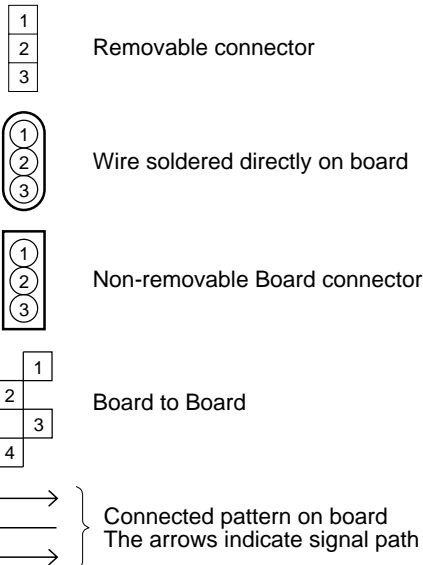 1
2
3
Removable connector
1
2
3
Wire soldered directly on board
1
2
3
Non-removable Board connector
1
2
3
4
Board to Board
Connected pattern on board
The arrows indicate signal path